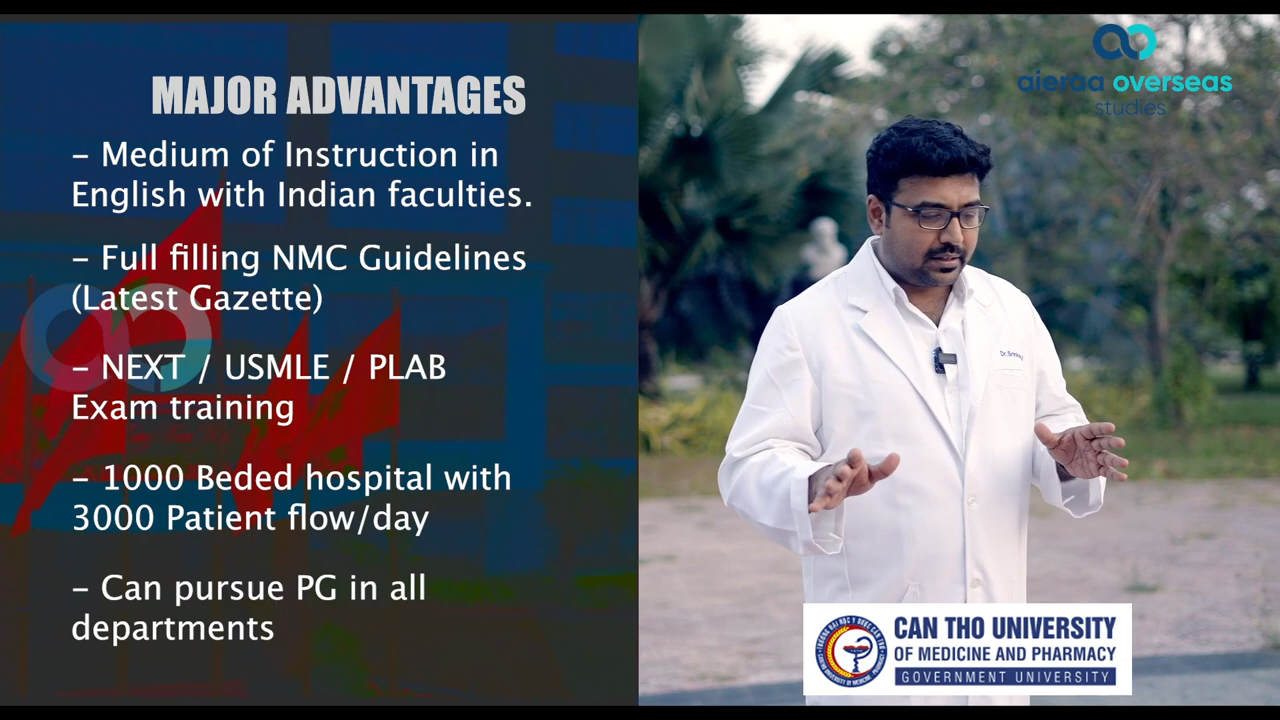 MAJOR ADVANTAGES
– Medium of Instruction in
English with Indian faculties.
– Full filling NMC Guidelines
(Latest Gazette)
– NEXT / USMLE / PLAB
Exam training
– 1000 Beded hospital with
3000 Patient flow/day
– Can pursue PG in all
departments
aieraa overseas
studies
CAN THO UNIVERSITY
OF MEDICINE AND PHARMACY
GOVERNMENT UNIVERSITY